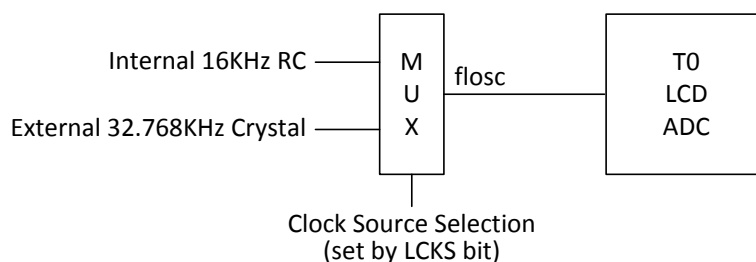 Internal 16KHz RC
External 32.768KHz Crystal
M
U
X
flosc
T0
LCD
ADC
Clock Source Selection
(set by LCKS bit)